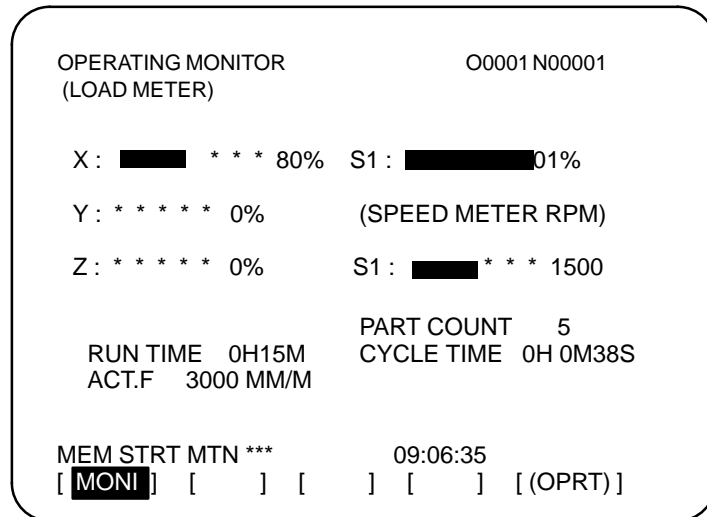 OPERATING MONITOR O0001 N00001
(LOAD METER)
X : * * * 80% S1 : 01%
Y : * * * * * 0% (SPEED METER RPM)
Z : * * * * * 0% S1 : * * * 1500
PART COUNT 5
RUN TIME 0H15M CYCLE TIME 0H 0M38S
ACT.F 3000 MM/M
MEM STRT MTN *** 09:06:35
[ MONI ] [ ] [ ] [ ] [ (OPRT) ]